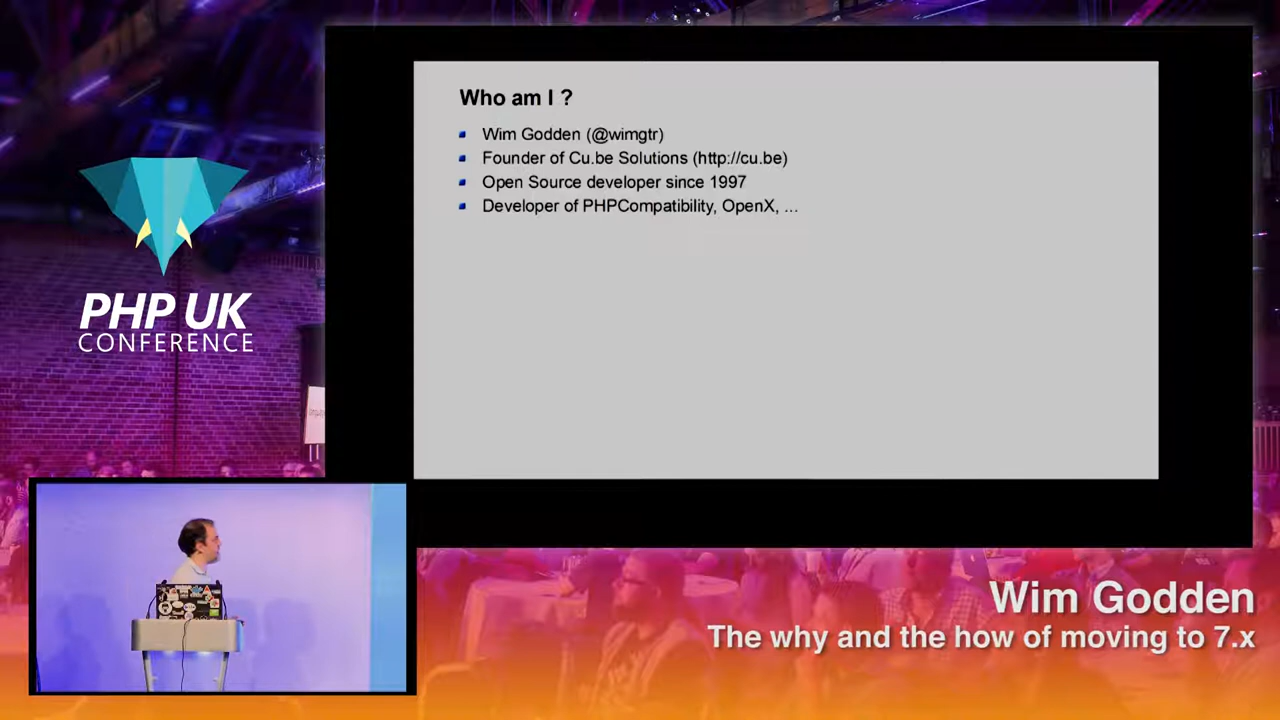 Who am I ?
Wim Godden (@wimgtr)
Founder of Cu.be Solutions (http://cu.be)
Open Source developer since 1997
Developer of PHPCompatibility, OpenX, ...
PHP UK
CONFERENCE
Wim Godden
The why and the how of moving to 7.x